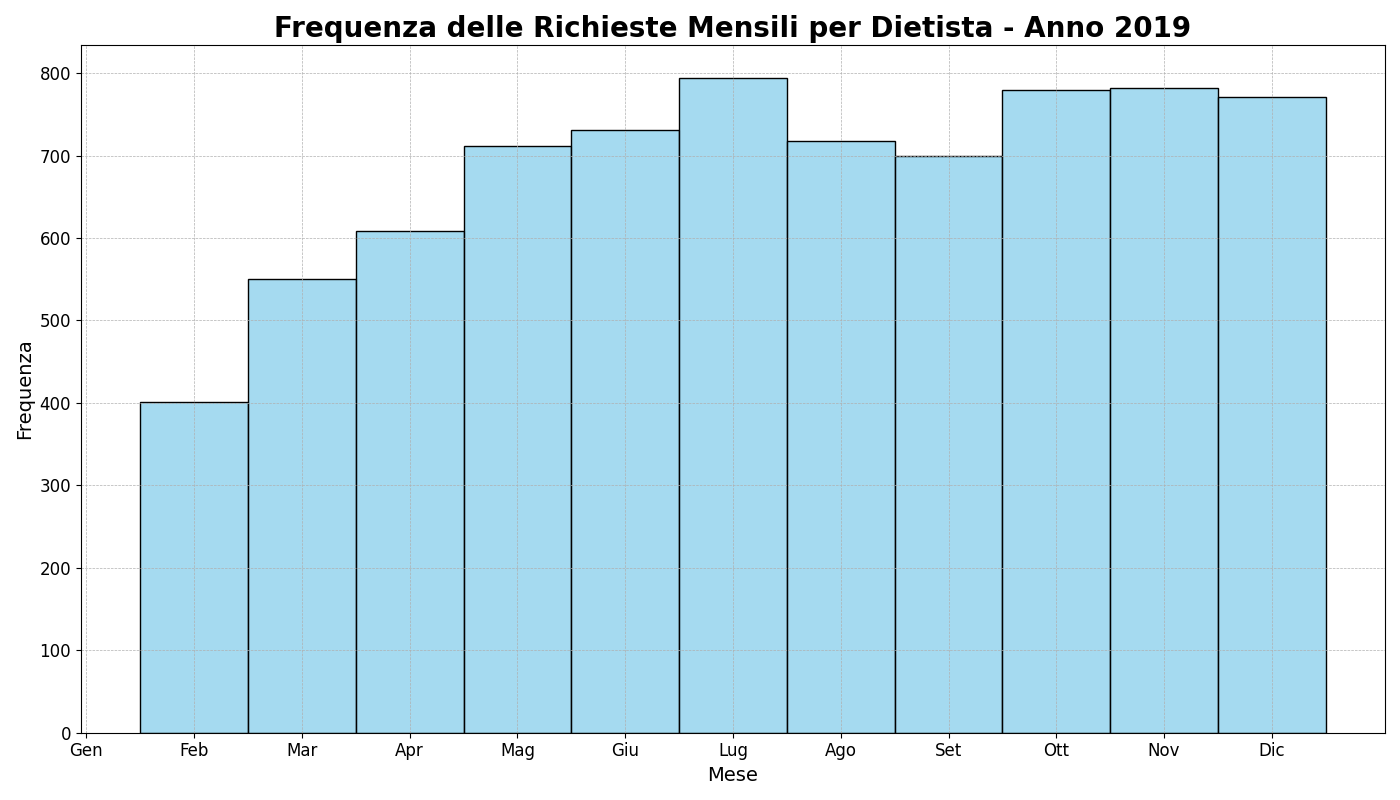 Frequenza delle Richieste Mensili per Dietista - Anno 2019
800
700
600
500
400
300
200
100
0
Frequenza
Gen Feb Mar Apr Mag Giu Lug Ago Set Ott Nov Dic
Mese